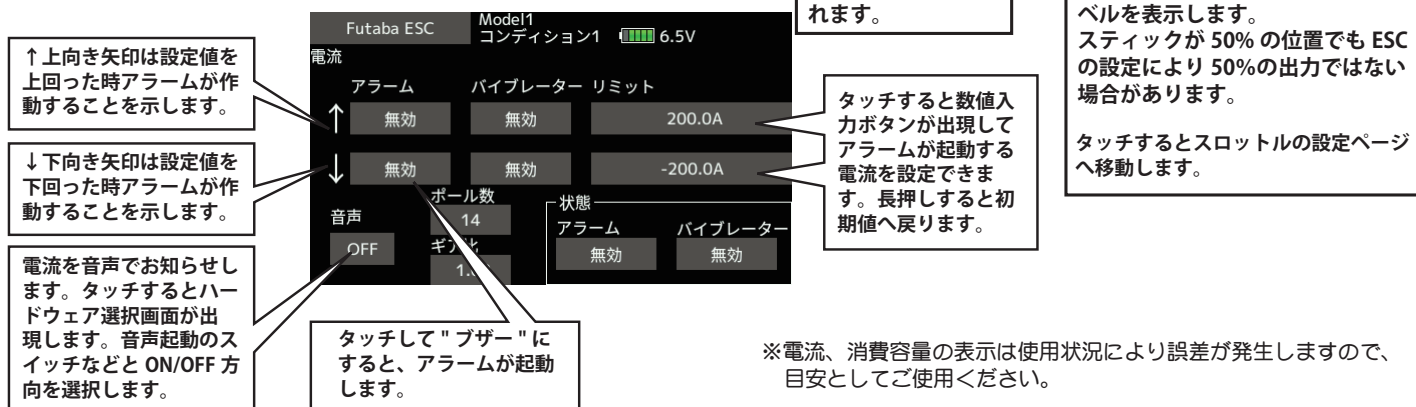 れます。
ベルを表示します。
スティックが 50% の位置でも ESC
の設定により 50%の出力ではない
場合があります。
タッチするとスロットルの設定ページ
へ移動します。
↑上向き矢印は設定値を
上回った時アラームが作
動することを示します。
↓下向き矢印は設定値を
下回った時アラームが作
動することを示します。
電流を音声でお知らせし
ます。タッチするとハー
ドウェア選択画面が出
現します。音声起動のス
イッチなどと ON/OFF 方
向を選択します。
Futaba ESC
Model1
コンディション1 6.5V
電流
アラーム バイブレーター リミット
↑ 無効 無効 200.0A
↓ 無効 無効 -200.0A
ポール数
14
音声
OFF
状態
アラーム バイブレーター
無効 無効
タッチして " ブザー " に
すると、アラームが起動
します。
タッチすると数値入
力ボタンが出現して
アラームが起動する
電流を設定できま
す。長押しすると初
期値へ戻ります。
※電流、消費容量の表示は使用状況により誤差が発生しますので、
目安としてご使用ください。